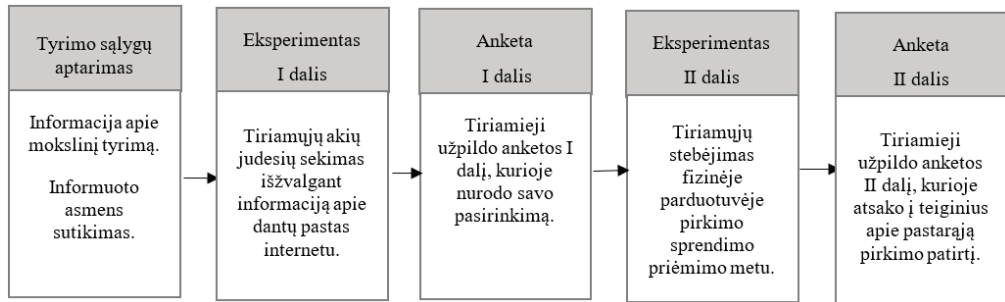 Tyrimo sąlygų
aptarimas
Informacija apie
mokslinį tyrimą.
Informuoto
asmens
sutikimas.
Eksperimentas
I dalis
Tiriamųjų akių
judesių sekimas
išžvalgant
informaciją apie
dantų pastas
internetu.
Anketa
I dalis
Tiriamieji
užpildo anketos I
dalį, kurioje
nurodo savo
pasirinkimą.
Eksperimentas
II dalis
Tiriamųjų
stebėjimas
fizinėje
parduotuvėje
pirkimo
sprendimo
priėmimo metu.
Anketa
II dalis
Tiriamieji
užpildo anketos
II dalį, kurioje
atsako į teiginius
apie pastarąją
pirkimo patirtį.